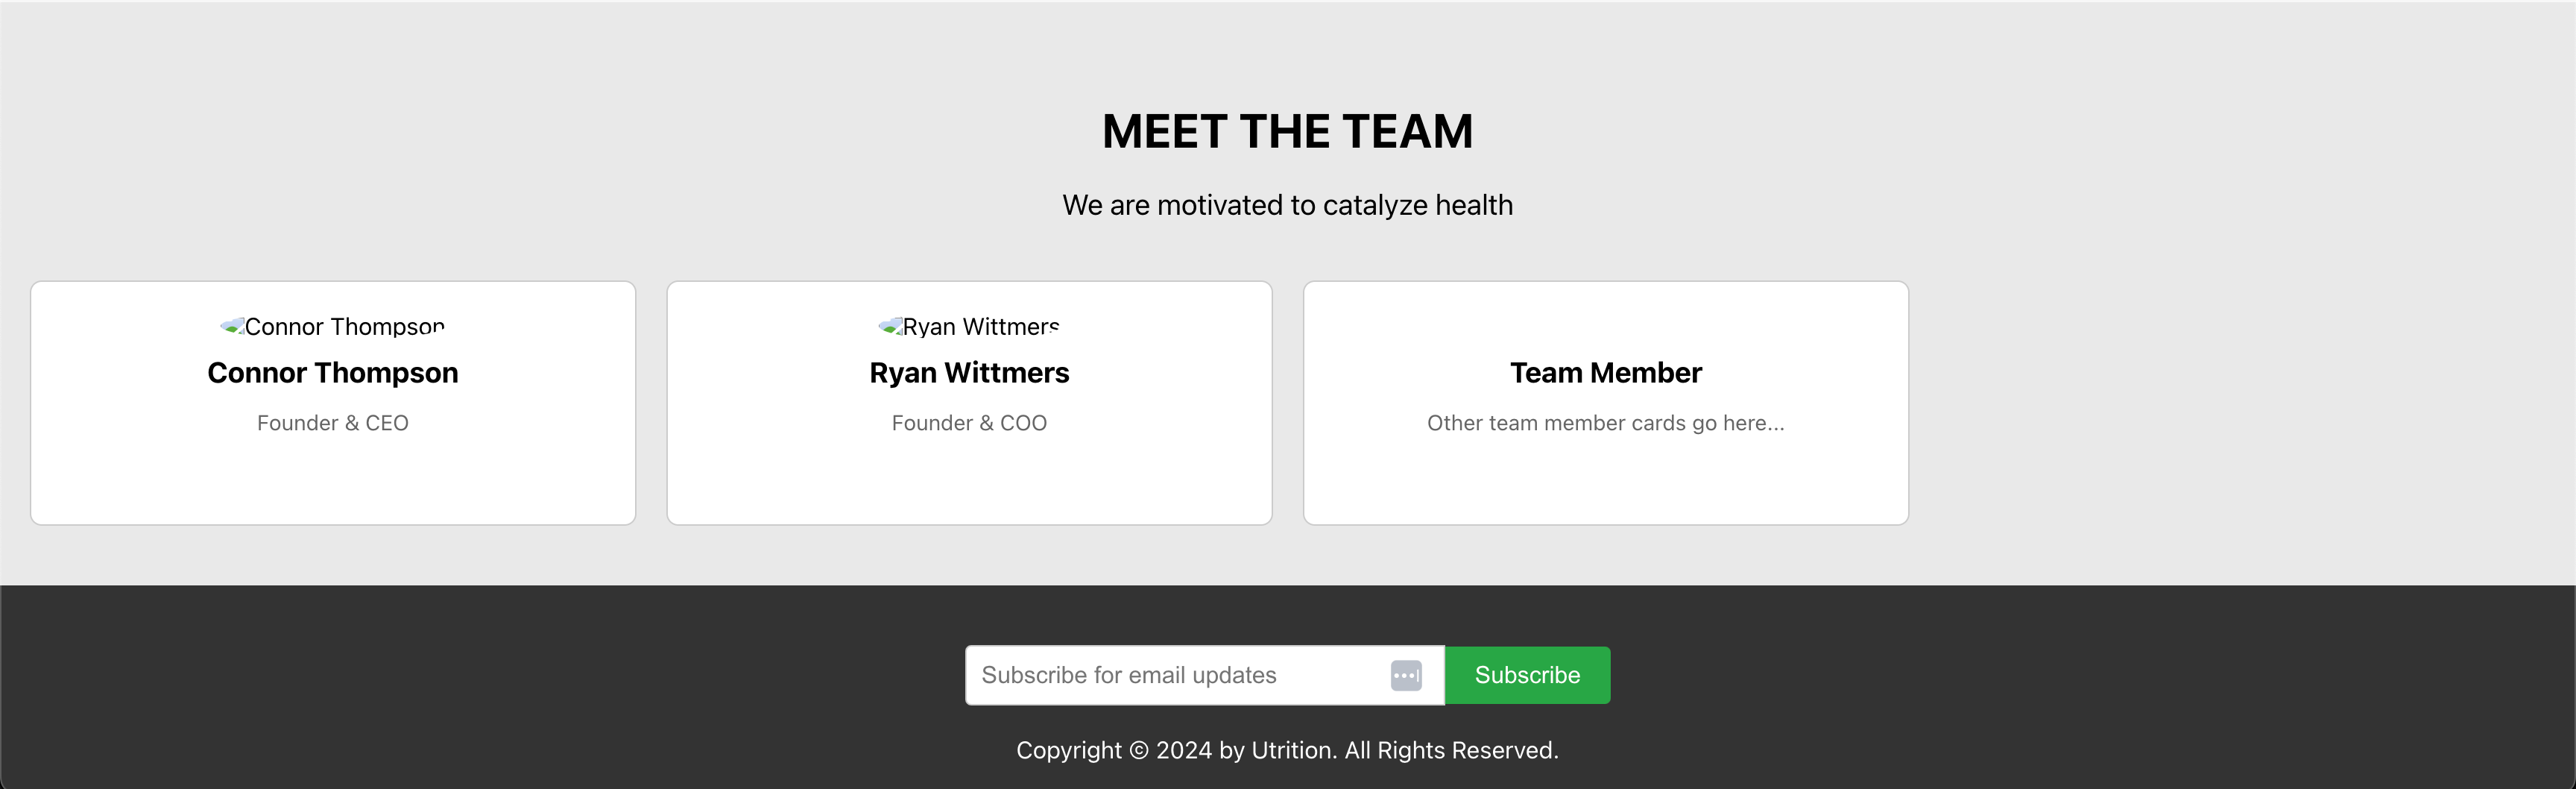 MEET THE TEAM
We are motivated to catalyze health
Connor Thompson
Connor Thompson
Founder & CEO
Ryan Wittmers
Ryan Wittmers
Founder & COO
Team Member
Other team member cards go here...
Subscribe for email updates
Subscribe
Copyright © 2024 by Utrition. All Rights Reserved.